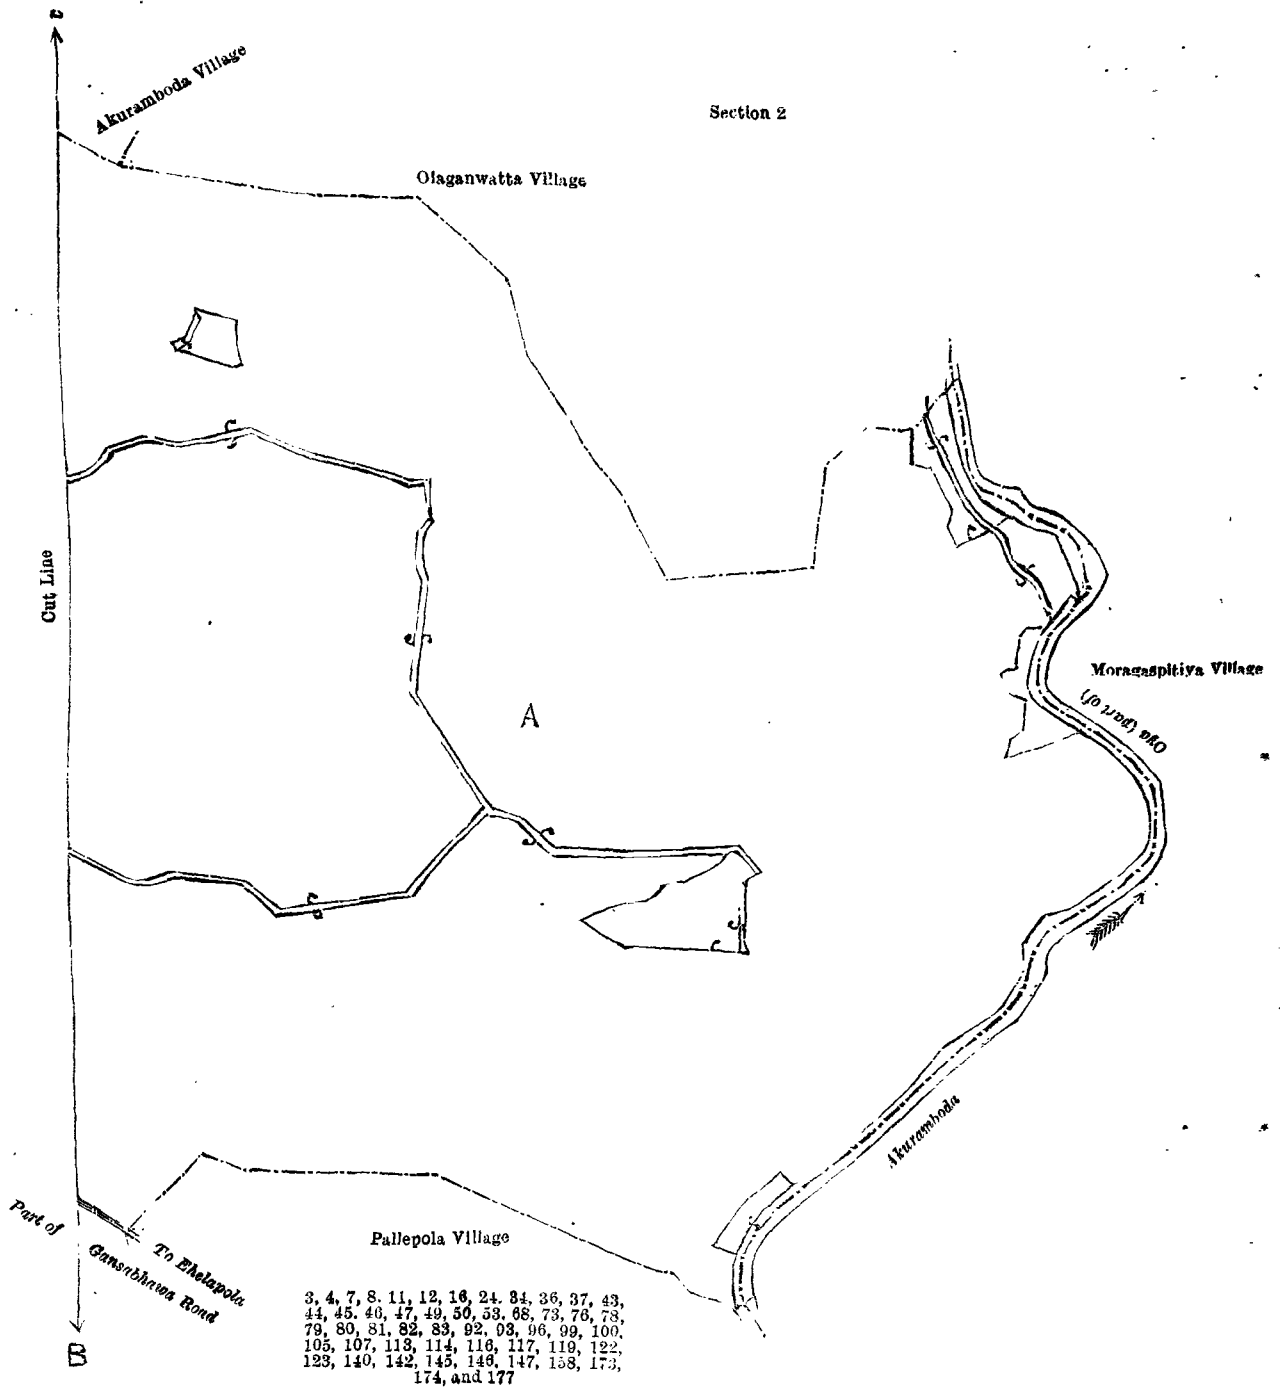 c
Akuramboda Village
Section 2
Olaganwatta Village
Cut Line
Moragaspitiya Village
Oya (part of)
A
Akuramboda
Part of
Gansabhawa Road
To Ehelapola
Pallepola Village
B
3, 4, 7, 8. 11, 12, 16, 24. 34, 36, 37, 43,
44, 45. 46, 47, 49, 50, 53. 68, 73, 76, 78,
79, 80, 81, 82, 83, 92, 93, 96, 99, 100,
105, 107, 113, 114, 116, 117, 119, 122,
123, 140, 142, 145, 146, 147, 158, 173,
174, and 177